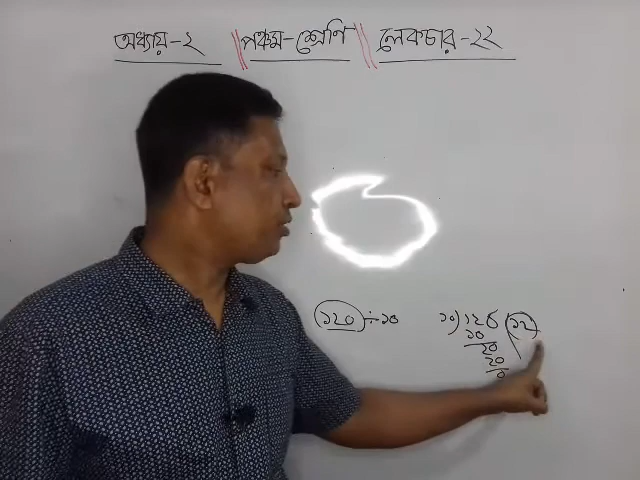 অধ্যায়-২ || পঞ্চম-শ্রেণি || লেকচার-২২
১২০ ÷ ১০
১০) ১২০ (১২
১০
২০
২০
০